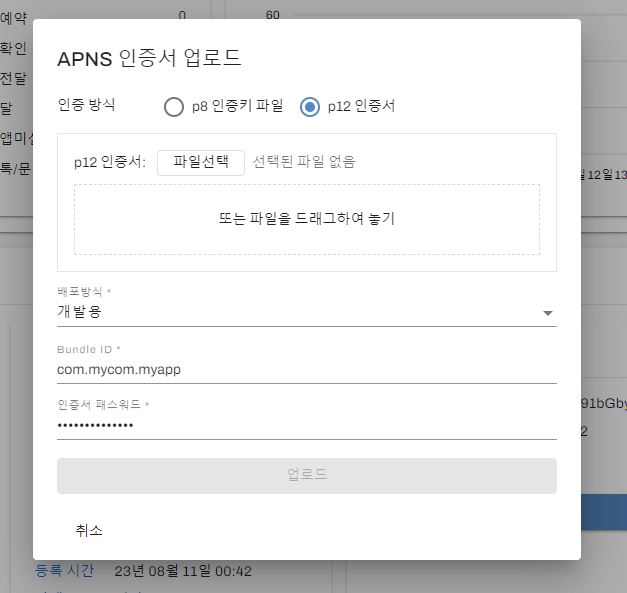 예약 0 60
확인
전달
달
톡/문
APNS 인증서 업로드
인증 방식 p8 인증키 파일 p12 인증서
p12 인증서: 파일선택 선택된 파일 없음
12일13
또는 파일을 드래그하여 놓기
배포방식 *
개발용
Bundle ID *
com.mycom.myapp
인증서 패스워드 *
••••••••••••••
91bGby
2
업로드
취소
등록 시간 23년 08월 11일 00:42